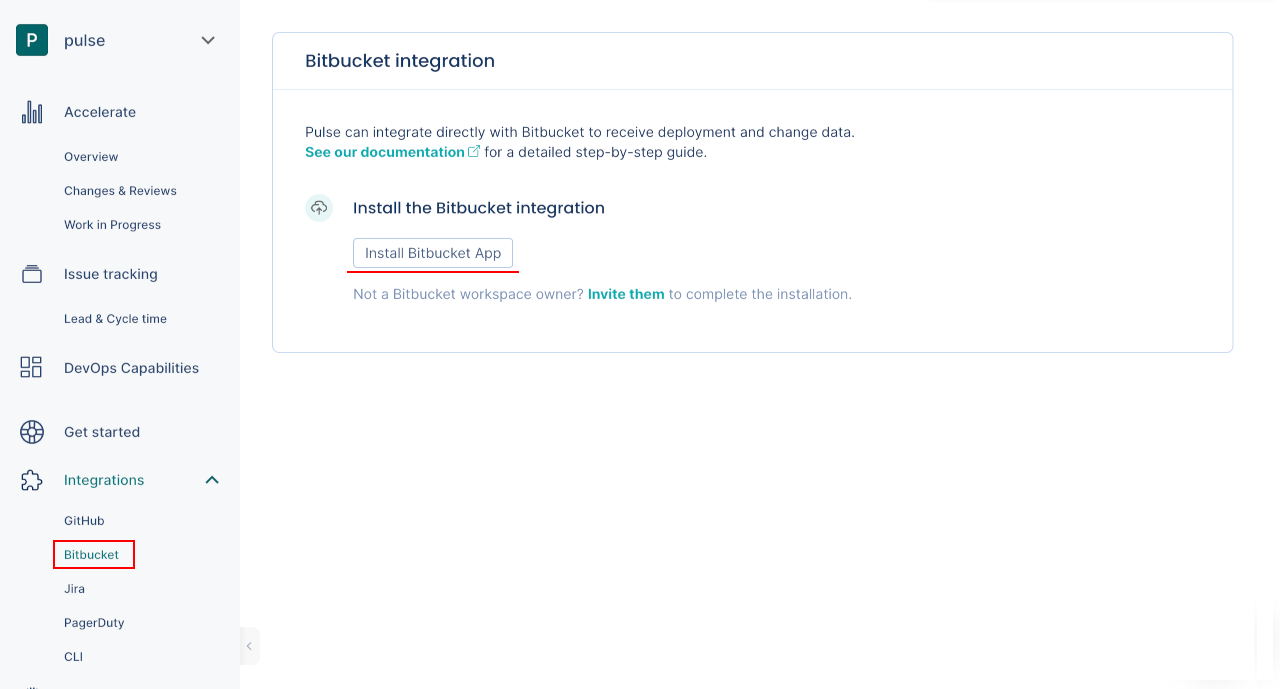 P
pulse
Accelerate
Overview
Changes & Reviews
Work in Progress
Issue tracking
Lead & Cycle time
DevOps Capabilities
Get started
Integrations
GitHub
Bitbucket
Jira
PagerDuty
CLI
Bitbucket integration
Pulse can integrate directly with Bitbucket to receive deployment and change data.
See our documentation for a detailed step-by-step guide.
Install the Bitbucket integration
Install Bitbucket App
Not a Bitbucket workspace owner? Invite them to complete the installation.